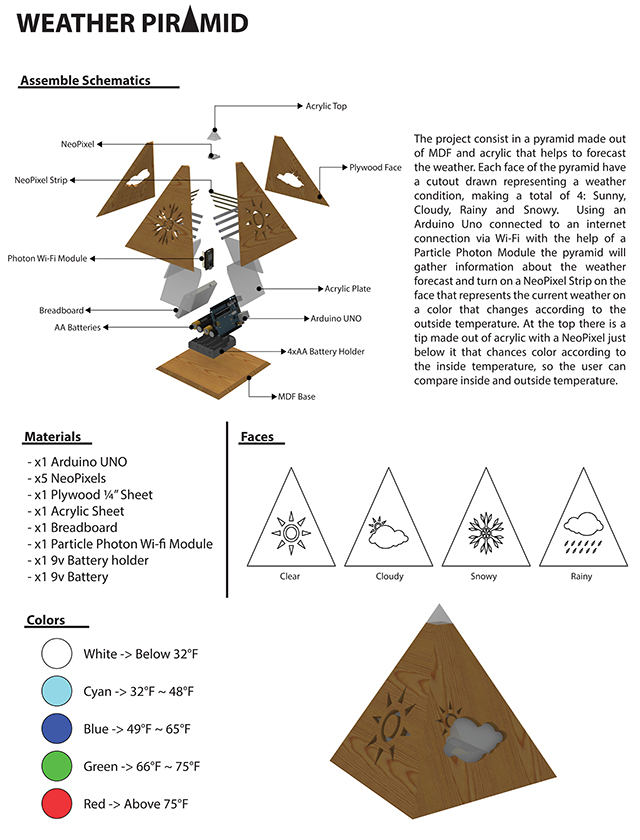 WEATHER PIRAMID
Assemble Schematics
Acrylic Top
NeoPixel
Plywood Face
NeoPixel Strip
Photon Wi-Fi Module
Acrylic Plate
Breadboard
Arduino UNO
AA Batteries
4xAA Battery Holder
MDF Base
The project consist in a pyramid made out
of MDF and acrylic that helps to forecast
the weather. Each face of the pyramid have
a cutout drawn representing a weather
condition, making a total of 4: Sunny,
Cloudy, Rainy and Snowy. Using an
Arduino Uno connected to an internet
connection via Wi-Fi with the help of a
Particle Photon Module the pyramid will
gather information about the weather
forecast and turn on a NeoPixel Strip on the
face that represents the current weather on
a color that changes according to the
outside temperature. At the top there is a
tip made out of acrylic with a NeoPixel just
below it that chances color according to
the inside temperature, so the user can
compare inside and outside temperature.
Materials
- x1 Arduino UNO
- x5 NeoPixels
- x1 Plywood ¼” Sheet
- x1 Acrylic Sheet
- x1 Breadboard
- x1 Particle Photon Wi-fi Module
- x1 9v Battery holder
- x1 9v Battery
Faces
Clear
Cloudy
Snowy
Rainy
Colors
White -> Below 32°F
Cyan -> 32°F ~ 48°F
Blue -> 49°F ~ 65°F
Green -> 66°F ~ 75°F
Red -> Above 75°F